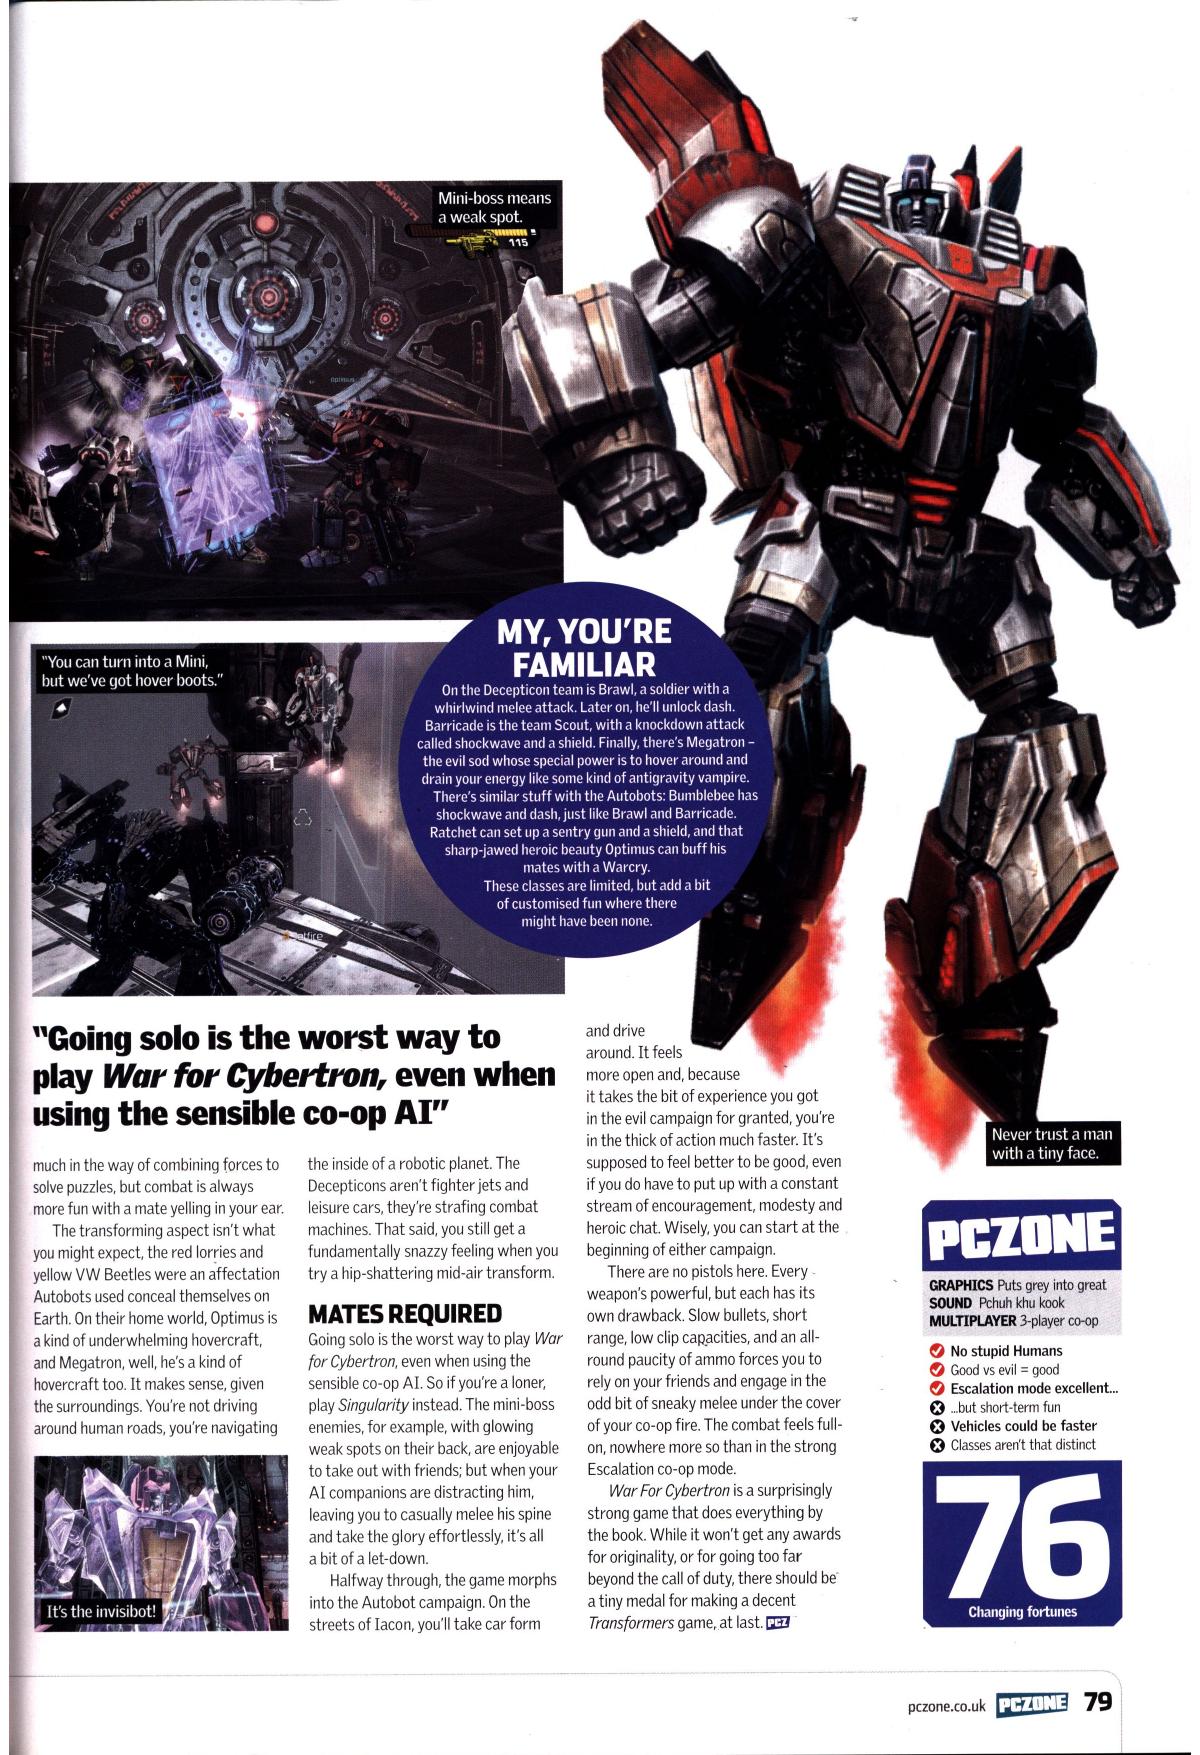 Mini-boss means
a weak spot.
115
Optimus
"You can turn into a Mini,
but we've got hover boots."
MY, YOU'RE
FAMILIAR
On the Decepticon team is Brawl, a soldier with a
whirlwind melee attack. Later on, he'll unlock dash.
Barricade is the team Scout, with a knockdown attack
called shockwave and a shield. Finally, there's Megatron –
the evil sod whose special power is to hover around and
drain your energy like some kind of antigravity vampire.
There's similar stuff with the Autobots: Bumblebee has
shockwave and dash, just like Brawl and Barricade.
Ratchet can set up a sentry gun and a shield, and that
sharp-jawed heroic beauty Optimus can buff his
mates with a Warcry.
These classes are limited, but add a bit
of customised fun where there
might have been none.
"Going solo is the worst way to
play War for Cybertron, even when
using the sensible co-op AI"
much in the way of combining forces to
solve puzzles, but combat is always
more fun with a mate yelling in your ear.
The transforming aspect isn't what
you might expect, the red lorries and
yellow VW Beetles were an affectation
Autobots used conceal themselves on
Earth. On their home world, Optimus is
a kind of underwhelming hovercraft,
and Megatron, well, he's a kind of
hovercraft too. It makes sense, given
the surroundings. You're not driving
around human roads, you're navigating
It's the invisibot!
the inside of a robotic planet. The
Decepticons aren't fighter jets and
leisure cars, they're strafing combat
machines. That said, you still get a
fundamentally snazzy feeling when you
try a hip-shattering mid-air transform.
MATES REQUIRED
Going solo is the worst way to play War
for Cybertron, even when using the
sensible co-op AI. So if you're a loner,
play Singularity instead. The mini-boss
enemies, for example, with glowing
weak spots on their back, are enjoyable
to take out with friends; but when your
AI companions are distracting him,
leaving you to casually melee his spine
and take the glory effortlessly, it's all
a bit of a let-down.
Halfway through, the game morphs
into the Autobot campaign. On the
streets of Iacon, you'll take car form
and drive
around. It feels
more open and, because
it takes the bit of experience you got
in the evil campaign for granted, you're
in the thick of action much faster. It's
supposed to feel better to be good, even
if you do have to put up with a constant
stream of encouragement, modesty and
heroic chat. Wisely, you can start at the
beginning of either campaign.
There are no pistols here. Every
weapon's powerful, but each has its
own drawback. Slow bullets, short
range, low clip capacities, and an all-
round paucity of ammo forces you to
rely on your friends and engage in the
odd bit of sneaky melee under the cover
of your co-op fire. The combat feels full-
on, nowhere more so than in the strong
Escalation co-op mode.
War For Cybertron is a surprisingly
strong game that does everything by
the book. While it won't get any awards
for originality, or for going too far
beyond the call of duty, there should be
a tiny medal for making a decent
Transformers game, at last. PCZ
Never trust a man
with a tiny face.
PCZONE
GRAPHICS Puts grey into great
SOUND Pchuh khu kook
MULTIPLAYER 3-player co-op
No stupid Humans
Good vs evil = good
Escalation mode excellent...
...but short-term fun
Vehicles could be faster
Classes aren't that distinct
76
Changing fortunes
pczone.co.uk PCZONE 79